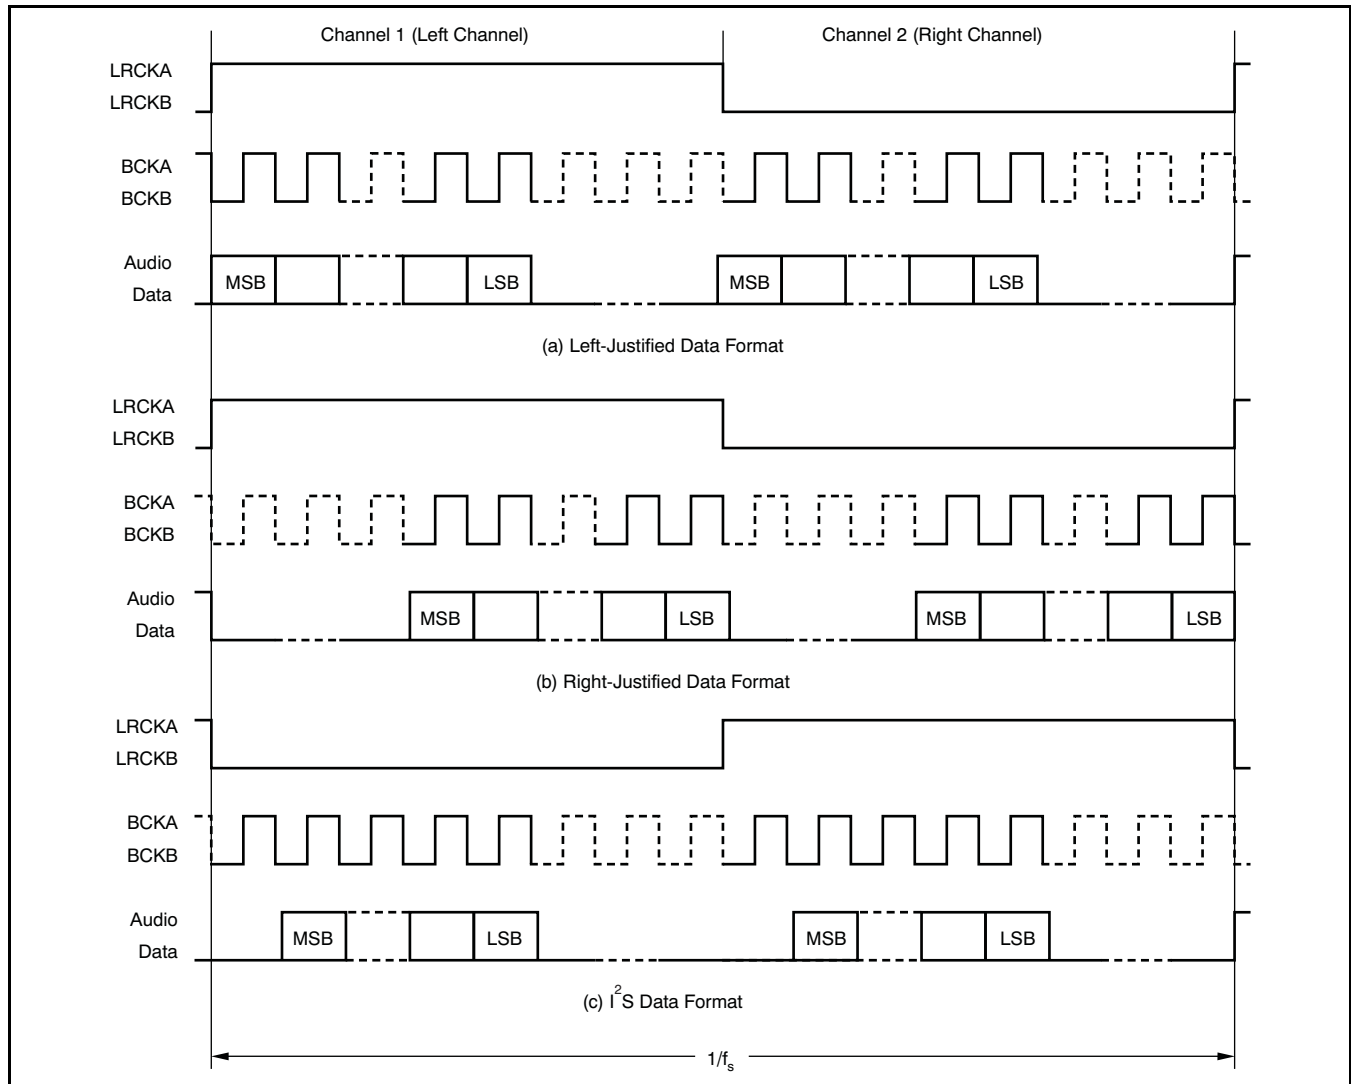 Channel 1 (Left Channel) Channel 2 (Right Channel)
LRCKA
LRCKB
BCKA
BCKB
Audio
Data
MSB LSB MSB LSB
(a) Left-Justified Data Format
LRCKA
LRCKB
BCKA
BCKB
Audio
Data
MSB LSB MSB LSB
(b) Right-Justified Data Format
LRCKA
LRCKB
BCKA
BCKB
Audio
Data
MSB LSB MSB LSB
(c) I²S Data Format
1/fₛ